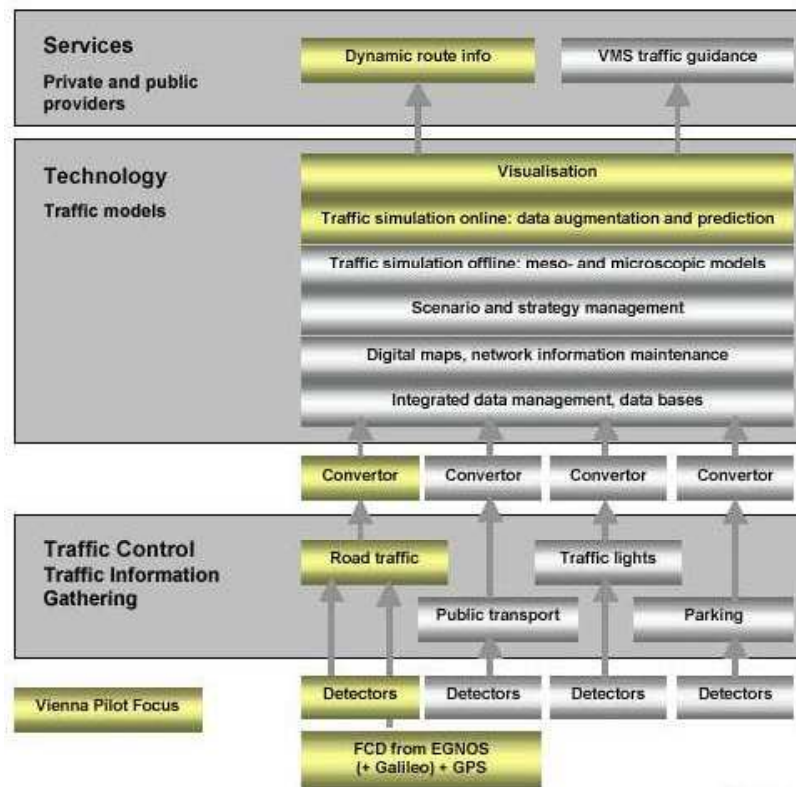 Services
Private and public
providers
Dynamic route info
VMS traffic guidance
Technology
Traffic models
Visualisation
Traffic simulation online: data augmentation and prediction
Traffic simulation offline: meso- and microscopic models
Scenario and strategy management
Digital maps, network information maintenance
Integrated data management, data bases
Convertor
Convertor
Convertor
Convertor
Traffic Control
Traffic Information
Gathering
Road traffic
Traffic lights
Public transport
Parking
Vienna Pilot Focus
Detectors
Detectors
Detectors
Detectors
FCD from EGNOS
(+ Galileo) + GPS